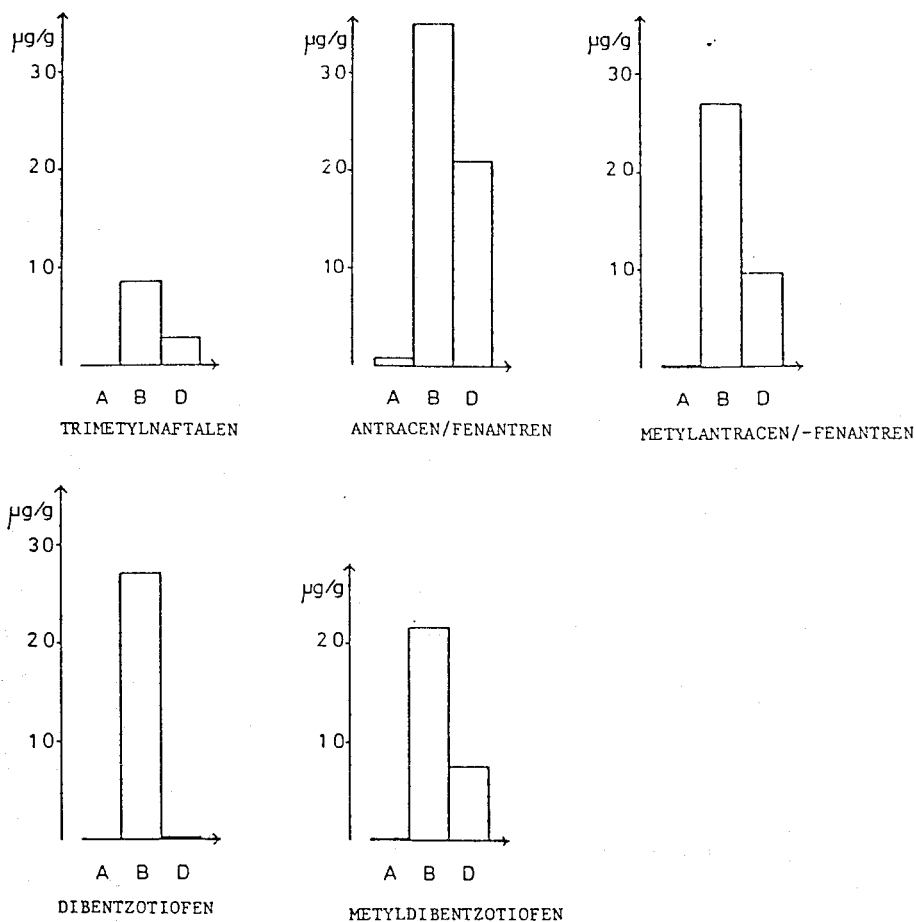 µg/g
30
20
10
A B D
TRIMETYLNAFTALEN
µg/g
30
20
10
A B D
ANTRACEN/FENANTREN
µg/g
30
20
10
A B D
METYLANTRACEN/-FENANTREN
µg/g
30
20
10
A B D
DIBENTZOTIOFEN
µg/g
20
10
A B D
METYLDIBENTZOTIOFEN